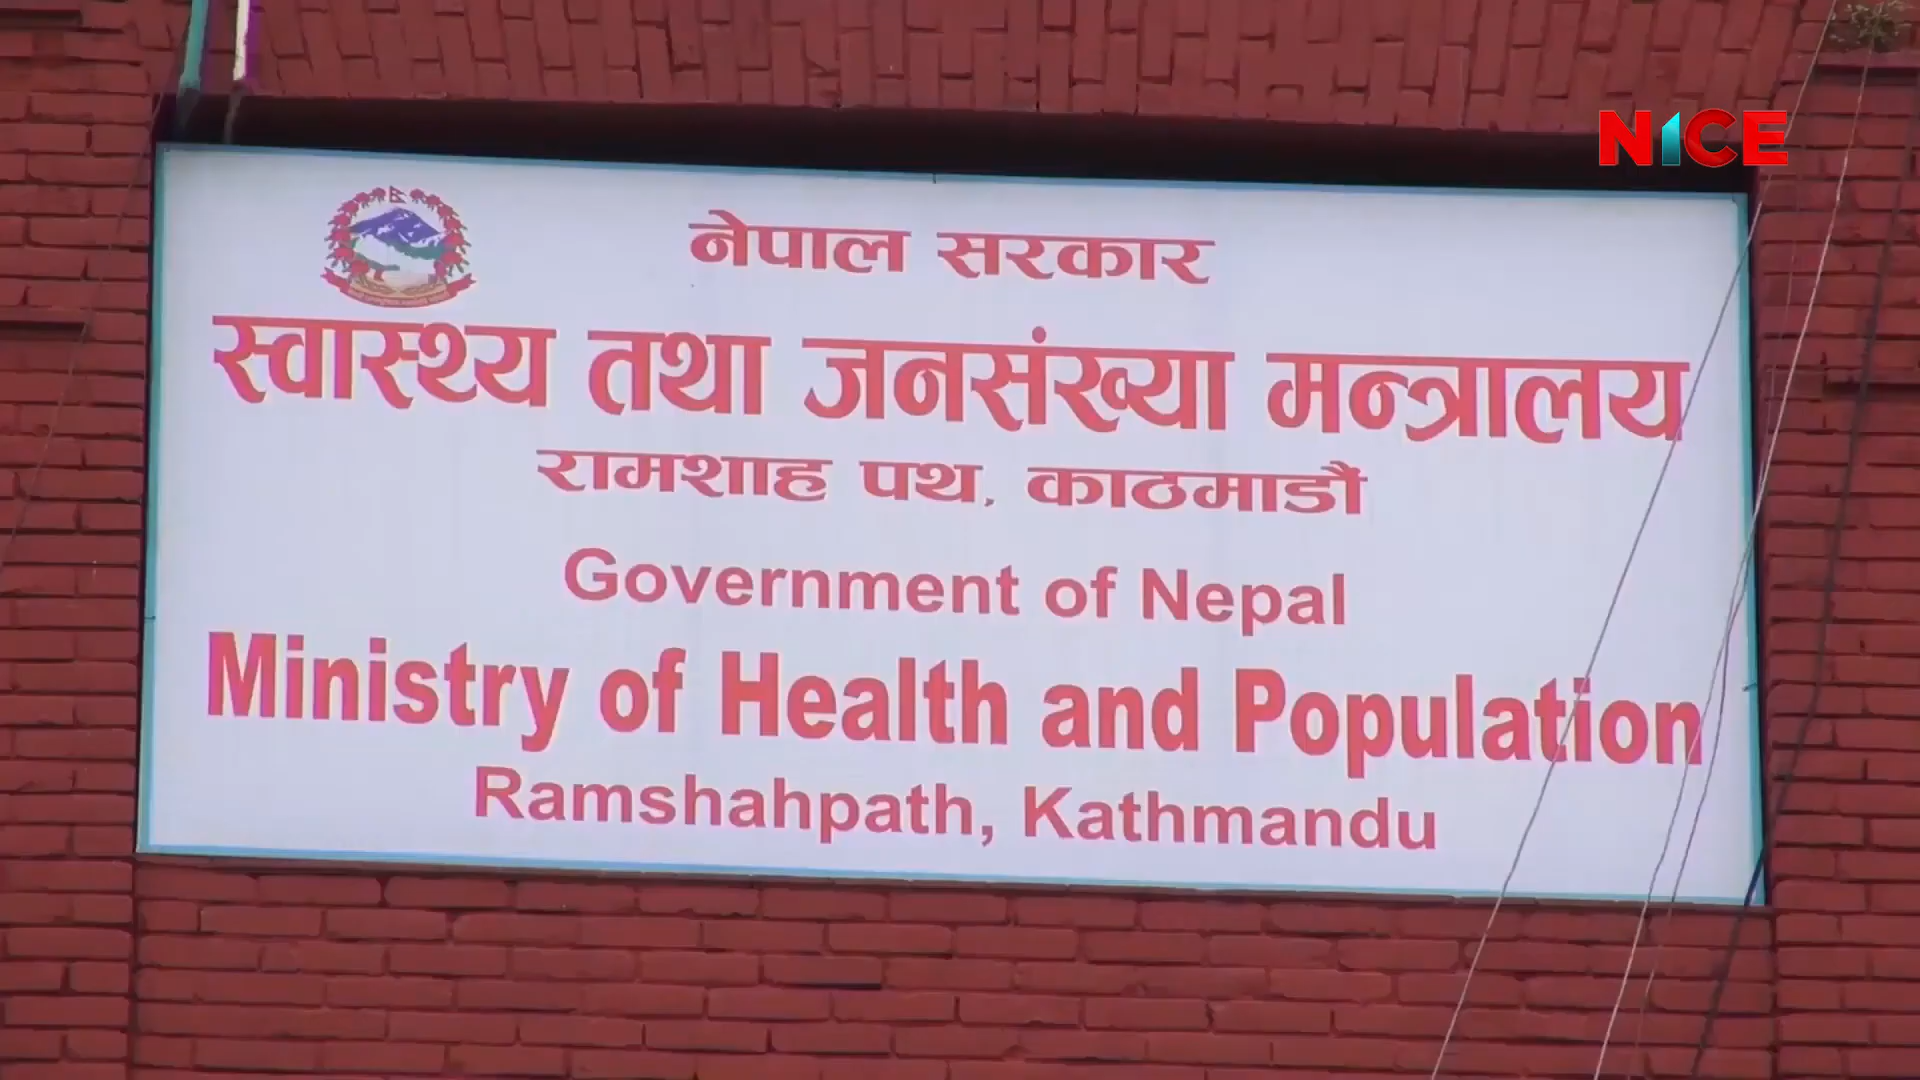 NICE
नेपाल सरकार
स्वास्थ्य तथा जनसंख्या मन्त्रालय
रामशाह पथ, काठमाडौं
Government of Nepal
Ministry of Health and Population
Ramshahpath, Kathmandu